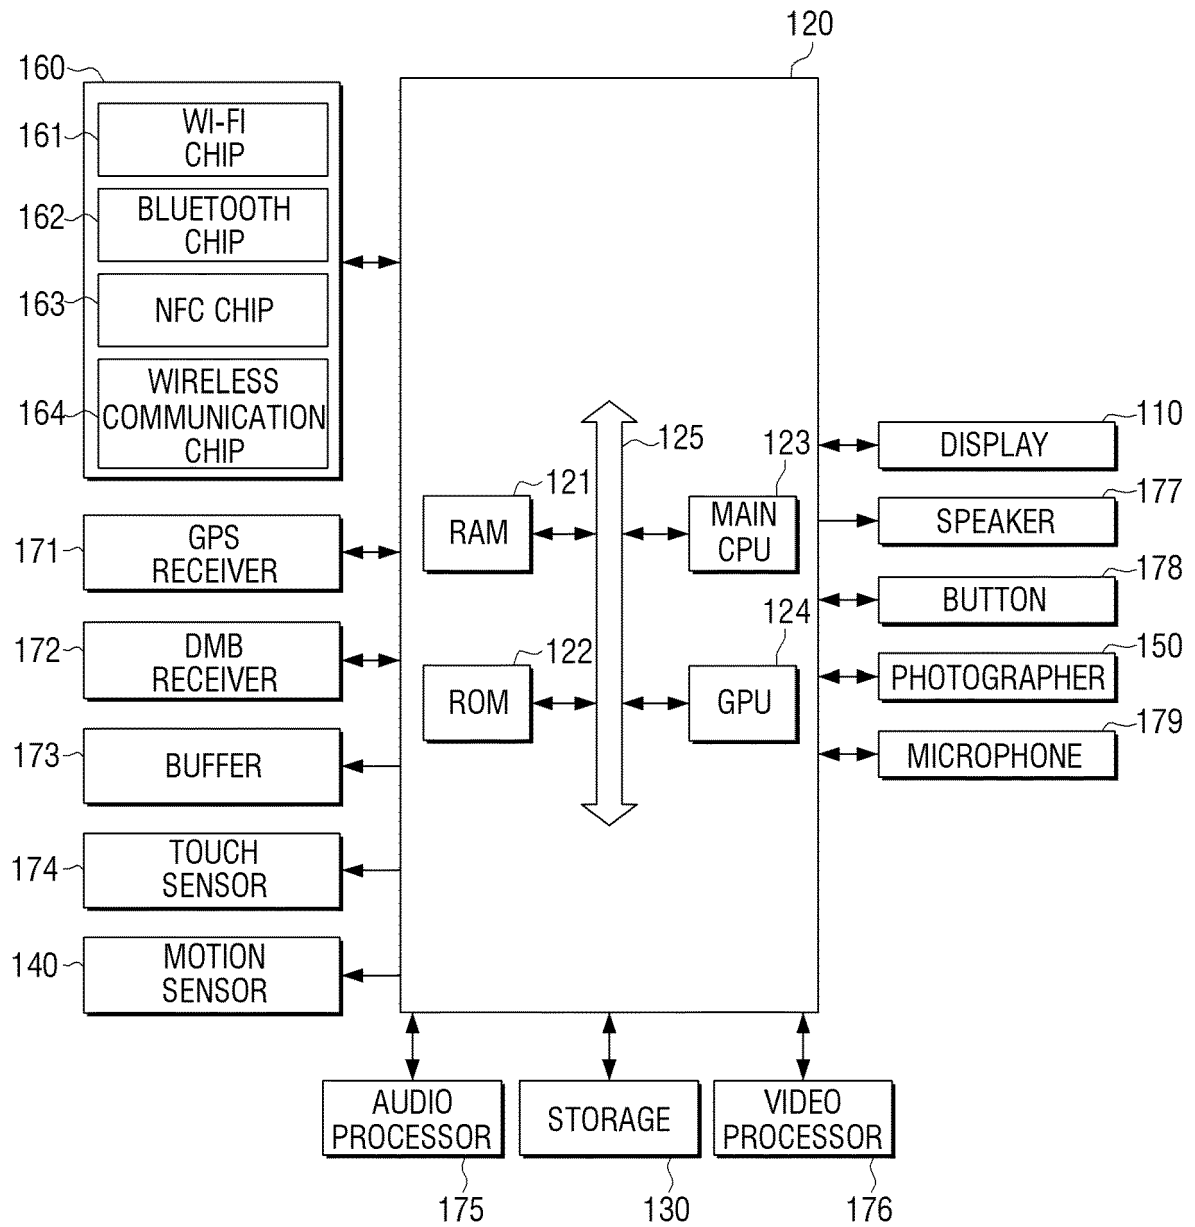 120
160
161
WI-FI
CHIP
162
BLUETOOTH
CHIP
163
NFC CHIP
164
WIRELESS
COMMUNICATION
CHIP
171
GPS
RECEIVER
172
DMB
RECEIVER
173
BUFFER
174
TOUCH
SENSOR
140
MOTION
SENSOR
125
121
RAM
123
MAIN
CPU
122
ROM
124
GPU
110
DISPLAY
177
SPEAKER
178
BUTTON
150
PHOTOGRAPHER
179
MICROPHONE
AUDIO
PROCESSOR
175
STORAGE
130
VIDEO
PROCESSOR
176